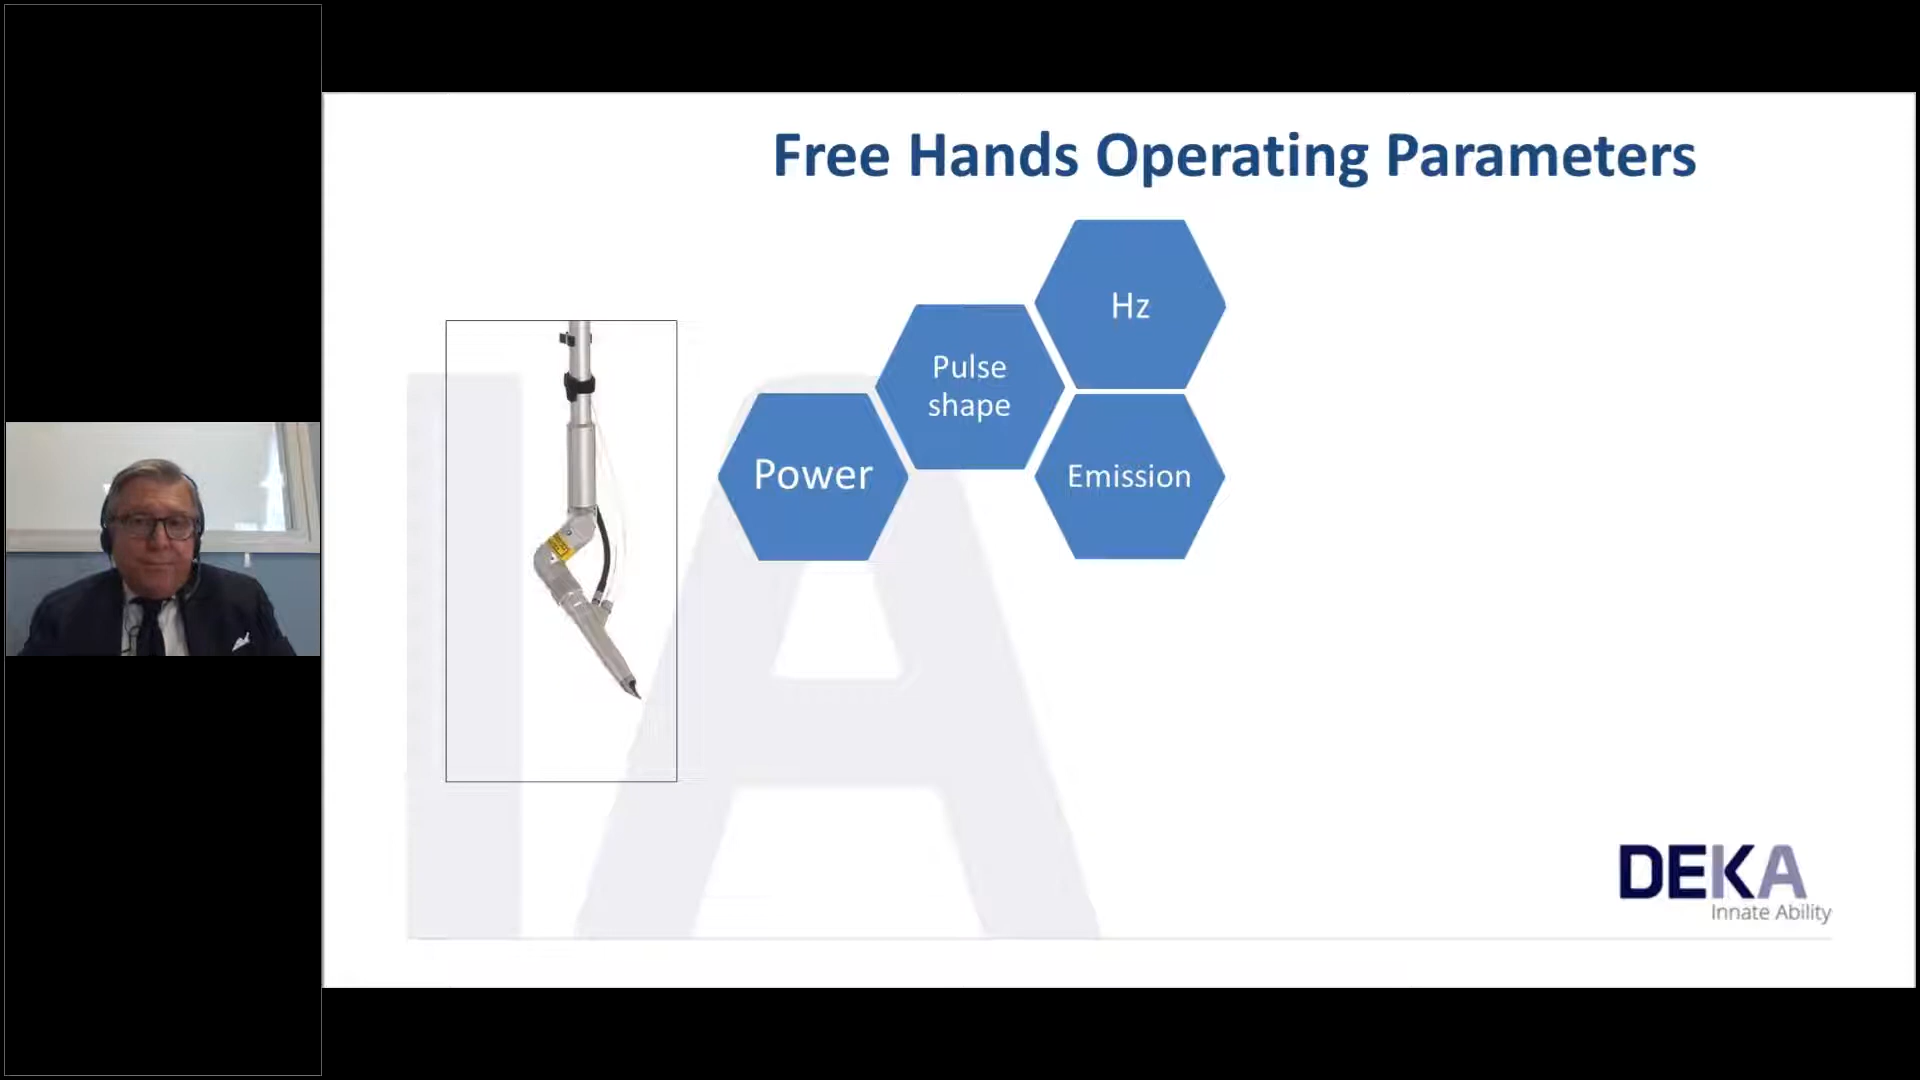 Free Hands Operating Parameters
Hz
Pulse
shape
Power
Emission
DEKA
Innate Ability